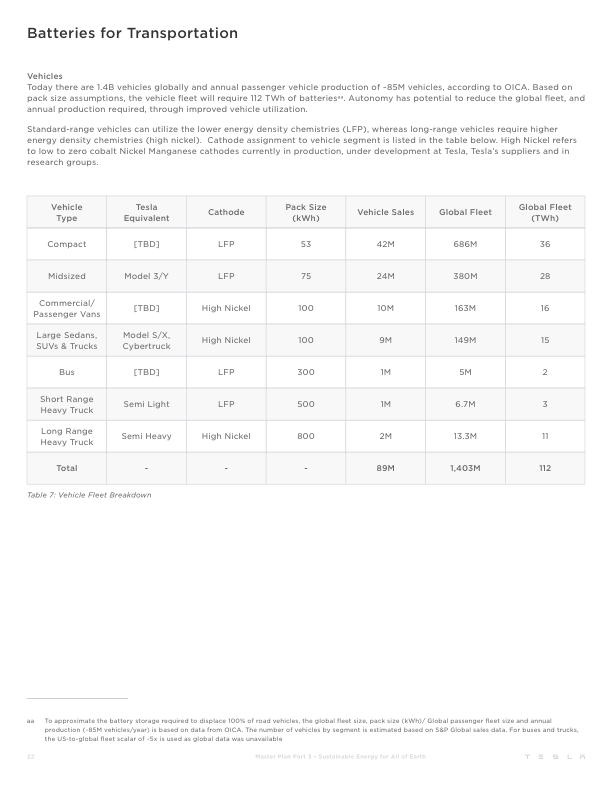 Batteries for Transportation
Vehicles
Today there are 1.4B vehicles globally and annual passenger vehicle production of ~85M vehicles, according to OICA. Based on
pack size assumptions, the vehicle fleet will require 112 TWh of batteriesᵃᵃ. Autonomy has potential to reduce the global fleet, and
annual production required, through improved vehicle utilization.
Standard-range vehicles can utilize the lower energy density chemistries (LFP), whereas long-range vehicles require higher
energy density chemistries (high nickel).  Cathode assignment to vehicle segment is listed in the table below. High Nickel refers
to low to zero cobalt Nickel Manganese cathodes currently in production, under development at Tesla, Tesla's suppliers and in
research groups.
Vehicle Type | Tesla Equivalent | Cathode | Pack Size (kWh) | Vehicle Sales | Global Fleet | Global Fleet (TWh)
Compact | [TBD] | LFP | 53 | 42M | 686M | 36
Midsized | Model 3/Y | LFP | 75 | 24M | 380M | 28
Commercial/ Passenger Vans | [TBD] | High Nickel | 100 | 10M | 163M | 16
Large Sedans, SUVs & Trucks | Model S/X, Cybertruck | High Nickel | 100 | 9M | 149M | 15
Bus | [TBD] | LFP | 300 | 1M | 5M | 2
Short Range Heavy Truck | Semi Light | LFP | 500 | 1M | 6.7M | 3
Long Range Heavy Truck | Semi Heavy | High Nickel | 800 | 2M | 13.3M | 11
Total | - | - | - | 89M | 1,403M | 112
Table 7: Vehicle Fleet Breakdown
aa To approximate the battery storage required to displace 100% of road vehicles, the global fleet size, pack size (kWh)/ Global passenger fleet size and annual
production (~85M vehicles/year) is based on data from OICA. The number of vehicles by segment is estimated based on S&P Global sales data. For buses and trucks,
the US-to-global fleet scalar of ~5x is used as global data was unavailable
22 Master Plan Part 3 – Sustainable Energy for All of Earth TESLA